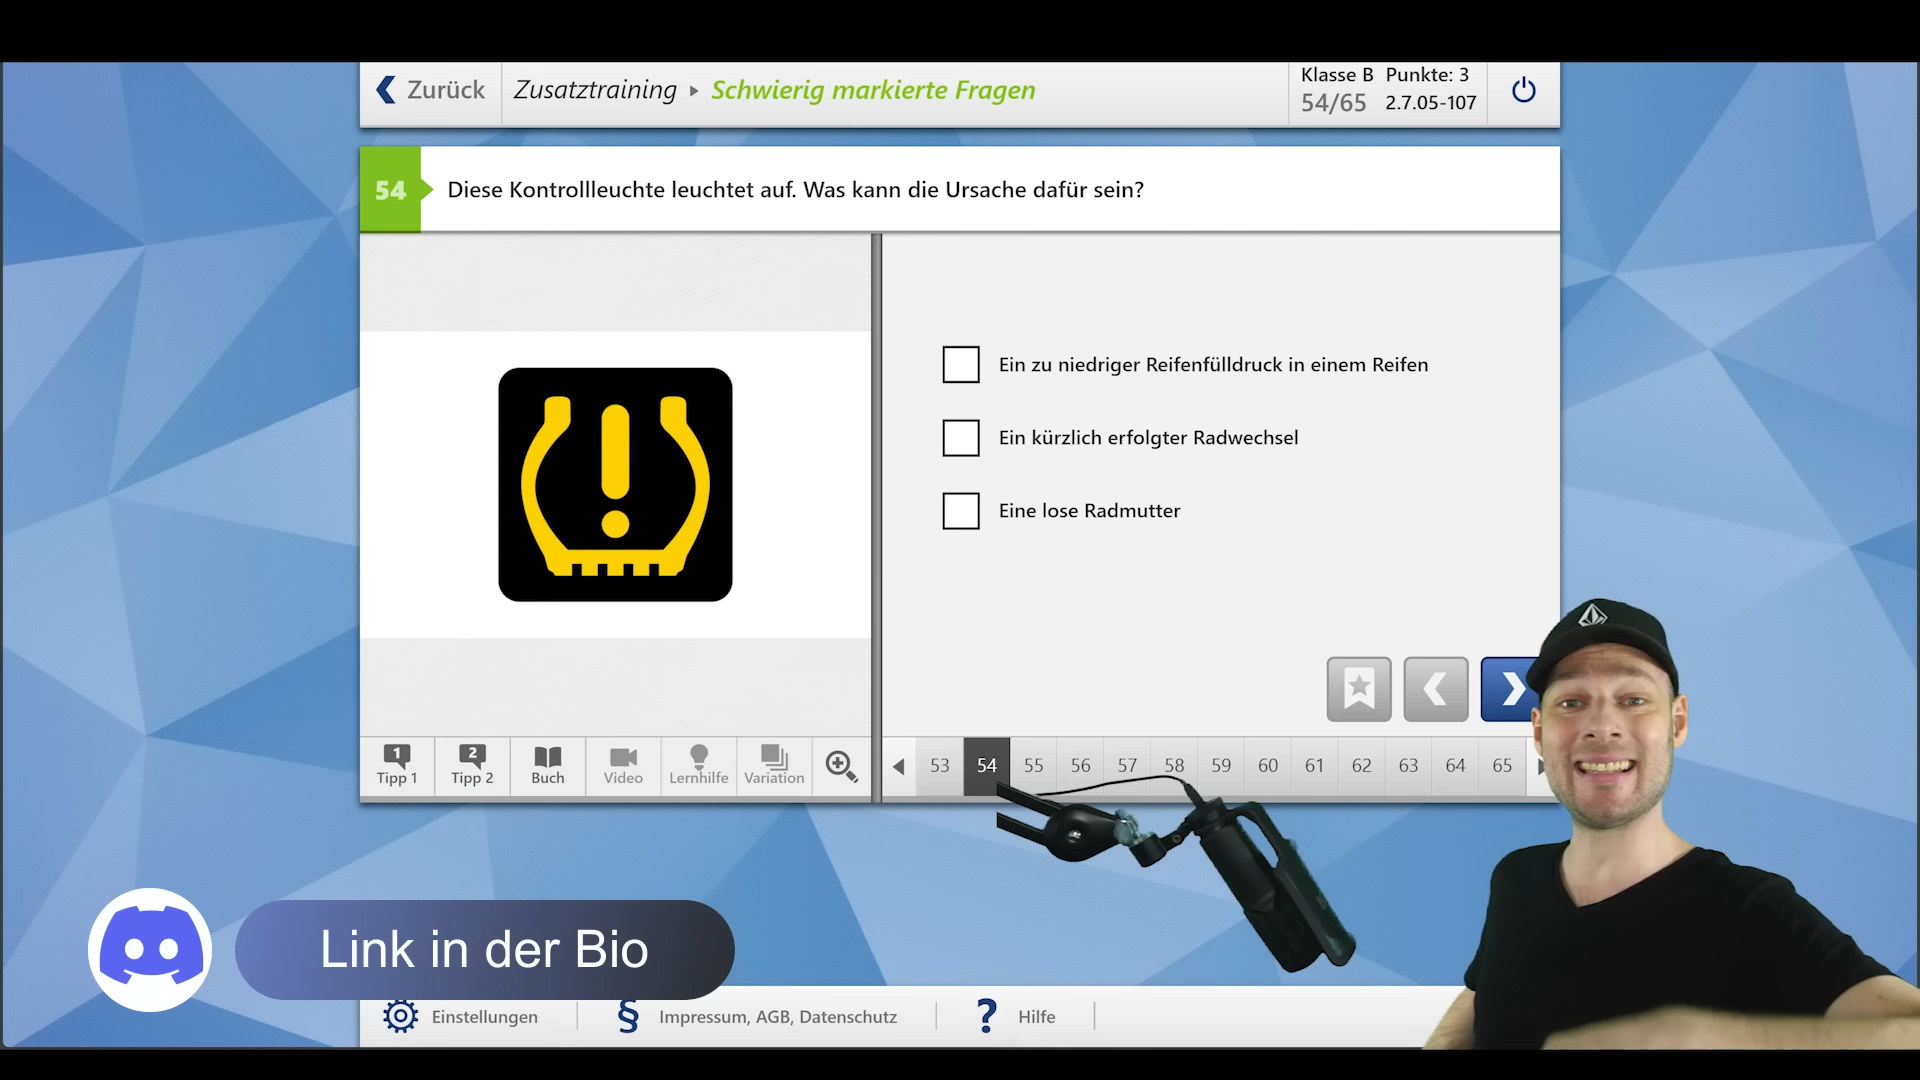 Zurück
Zusatztraining ▸ Schwierig markierte Fragen
Klasse B Punkte: 3
54/65 2.7.05-107
54
Diese Kontrollleuchte leuchtet auf. Was kann die Ursache dafür sein?
Ein zu niedriger Reifenfülldruck in einem Reifen
Ein kürzlich erfolgter Radwechsel
Eine lose Radmutter
1 2
Tipp 1 Tipp 2 Buch Video Lernhilfe Variation
53 54 55 56 57 58 59 60 61 62 63 64 65
Link in der Bio
Einstellungen § Impressum, AGB, Datenschutz ? Hilfe